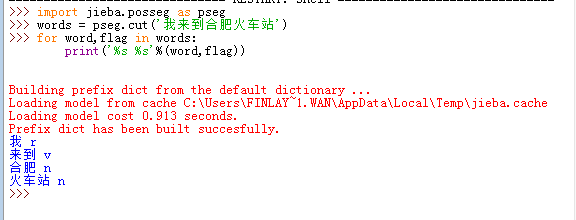 RESTART: Shell
>>> import jieba.posseg as pseg
>>> words = pseg.cut('我来到合肥火车站')
>>> for word,flag in words:
print('%s %s'%(word,flag))
Building prefix dict from the default dictionary ...
Loading model from cache C:\Users\FINLAY~1.WAN\AppData\Local\Temp\jieba.cache
Loading model cost 0.913 seconds.
Prefix dict has been built succesfully.
我 r
来到 v
合肥 n
火车站 n
>>>